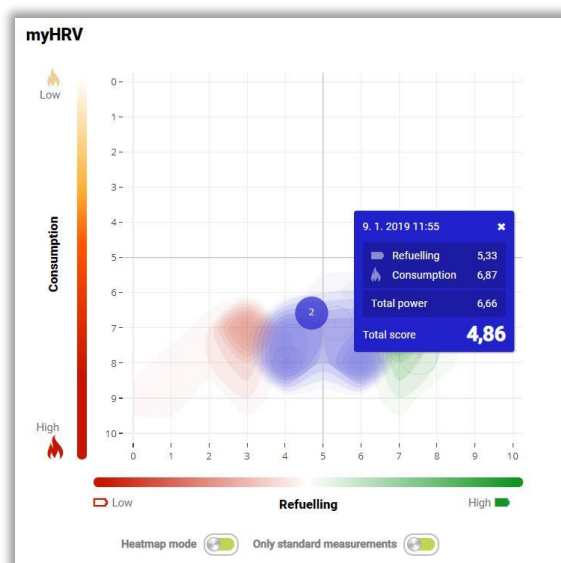 myHRV
Low
Consumption
High
0
1
2
3
4
5
6
7
8
9
10
9. 1. 2019 11:55 ✖
Refuelling 5,33
Consumption 6,87
Total power 6,66
Total score 4,86
2
0 1 2 3 4 5 6 7 8 9 10
Low Refuelling High
Heatmap mode Only standard measurements